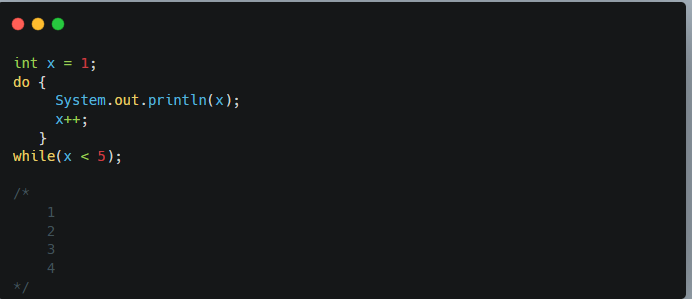 int x = 1;
do {
System.out.println(x);
x++;
}
while(x < 5);
/*
1
2
3
4
*/